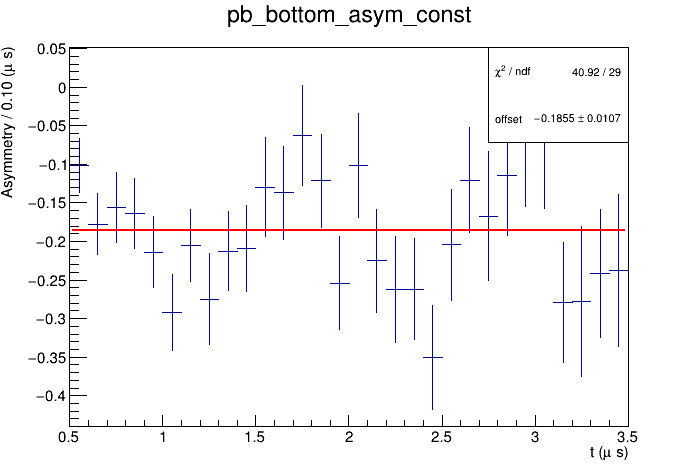 pb_bottom_asym_const
Asymmetry / 0.10 (μ s)
0.05
0
−0.05
−0.1
−0.15
−0.2
−0.25
−0.3
−0.35
−0.4
χ² / ndf 40.92 / 29
offset −0.1855 ± 0.0107
0.5 1 1.5 2 2.5 3 3.5
t (μ s)